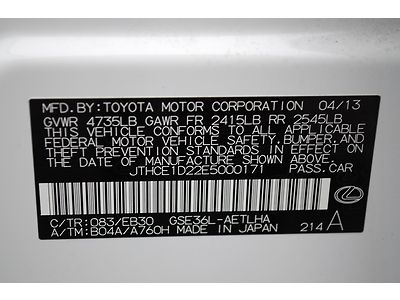 MFD.BY:TOYOTA MOTOR CORPORATION 04/13
GVWR 4735LB GAWR FR 2415LB RR 2545LB
THIS VEHICLE CONFORMS TO ALL APPLICABLE
FEDERAL MOTOR VEHICLE SAFETY, BUMPER, AND
THEFT PREVENTION STANDARDS IN EFFECT ON
THE DATE OF MANUFACTURE SHOWN ABOVE.
JTHCE1D22E5000171 PASS.CAR
C/TR:083/EB30 GSE36L-AETLHA
A/TM:B04A/A760H MADE IN JAPAN 214 A